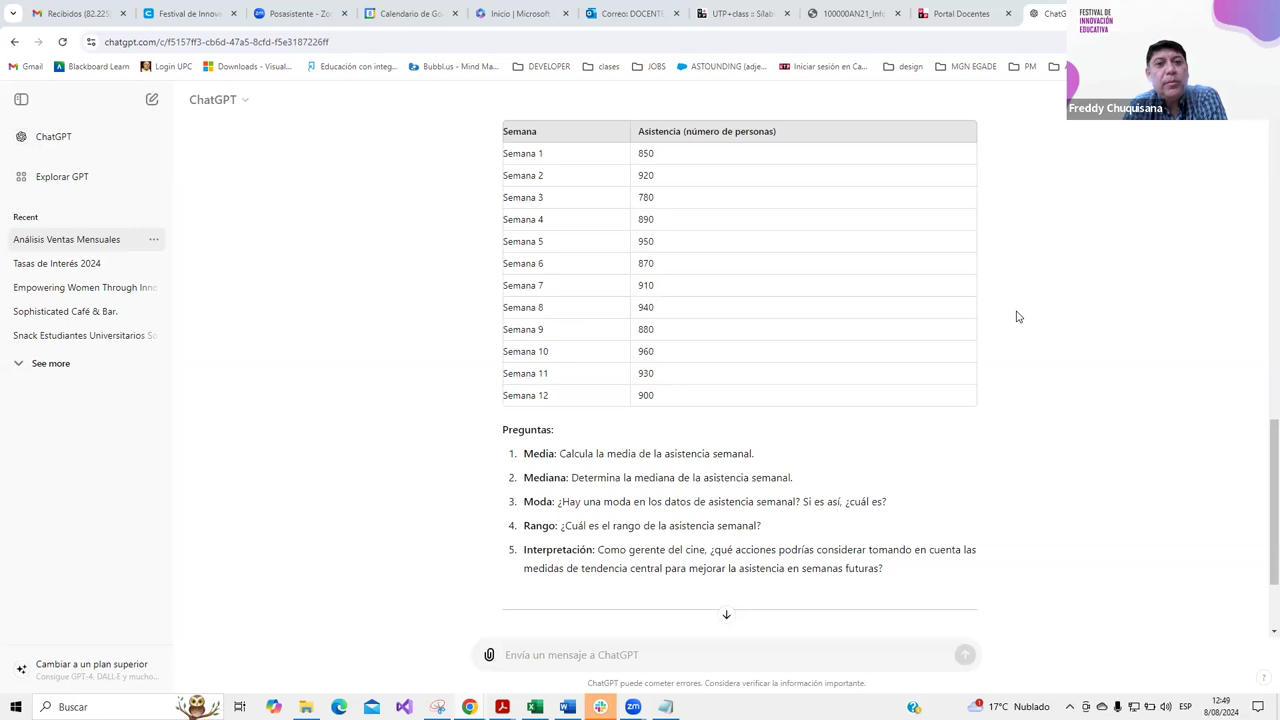 Recibidos (82.225
Festival de Innov
Posasistente - Zo
Calendario de Go
Inicio | Microsoft
Correo: DOCENTE
UTP+class :: Sílab
100000AN21_Info
Portal Docentes
ChatG
FESTIVAL DE
INNOVACIÓN
EDUCATIVA
chatgpt.com/c/f5157ff3-cb6d-47a5-8cfd-f5e3187226ff
Gmail
Blackboard Learn
Login UPC
Downloads - Visual...
Educación con integ...
Bubbl.us - Mind Ma...
DEVELOPER
clases
JOBS
ASTOUNDING (adje...
Iniciar sesión en Ca...
design
MGN EGADE
PM
Freddy Chuquisana
ChatGPT
ChatGPT
Explorar GPT
Recent
Análisis Ventas Mensuales
Tasas de Interés 2024
Empowering Women Through Inno
Sophisticated Café & Bar.
Snack Estudiantes Universitarios So
See more
Semana Asistencia (número de personas)
Semana 1 850
Semana 2 920
Semana 3 780
Semana 4 890
Semana 5 950
Semana 6 870
Semana 7 910
Semana 8 940
Semana 9 880
Semana 10 960
Semana 11 930
Semana 12 900
Preguntas:
1. Media: Calcula la media de la asistencia semanal.
2. Mediana: Determina la mediana de la asistencia semanal.
3. Moda: ¿Hay una moda en los datos de asistencia semanal? Si es así, ¿cuál es?
4. Rango: ¿Cuál es el rango de la asistencia semanal?
5. Interpretación: Como gerente del cine, ¿qué acciones podrías considerar tomando en cuenta las
medidas de tendencia central para mejorar la asistencia en semanas futuras?
Envía un mensaje a ChatGPT
ChatGPT puede cometer errores. Considera verificar la información importante.
?
Cambiar a un plan superior
Consigue GPT-4, DALL·E y mucho...
Buscar
17°C Nublado
ESP
12:49
8/08/2024